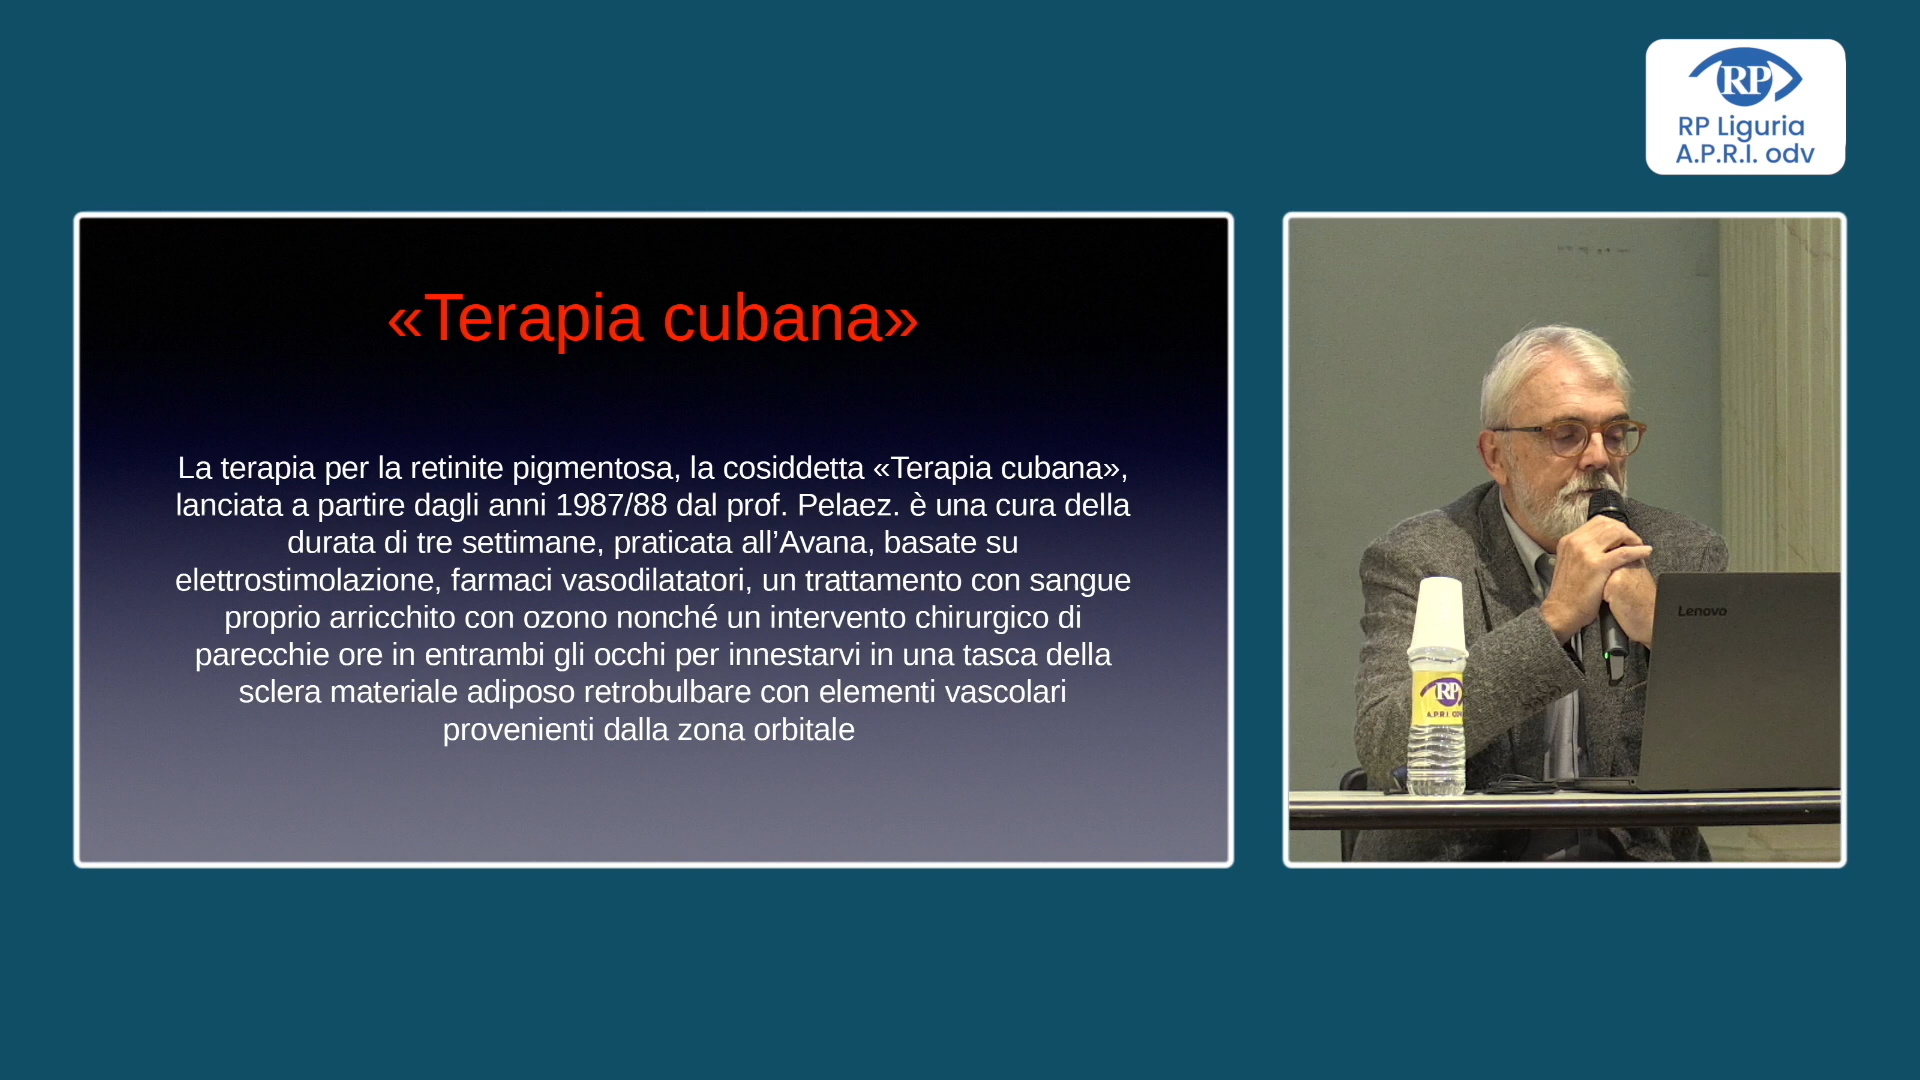 RP
RP Liguria
A.P.R.I. odv
«Terapia cubana»
La terapia per la retinite pigmentosa, la cosiddetta «Terapia cubana»,
lanciata a partire dagli anni 1987/88 dal prof. Pelaez. è una cura della
durata di tre settimane, praticata all’Avana, basate su
elettrostimolazione, farmaci vasodilatatori, un trattamento con sangue
proprio arricchito con ozono nonché un intervento chirurgico di
parecchie ore in entrambi gli occhi per innestarvi in una tasca della
sclera materiale adiposo retrobulbare con elementi vascolari
provenienti dalla zona orbitale
Lenovo
RP
A.P.R.I.